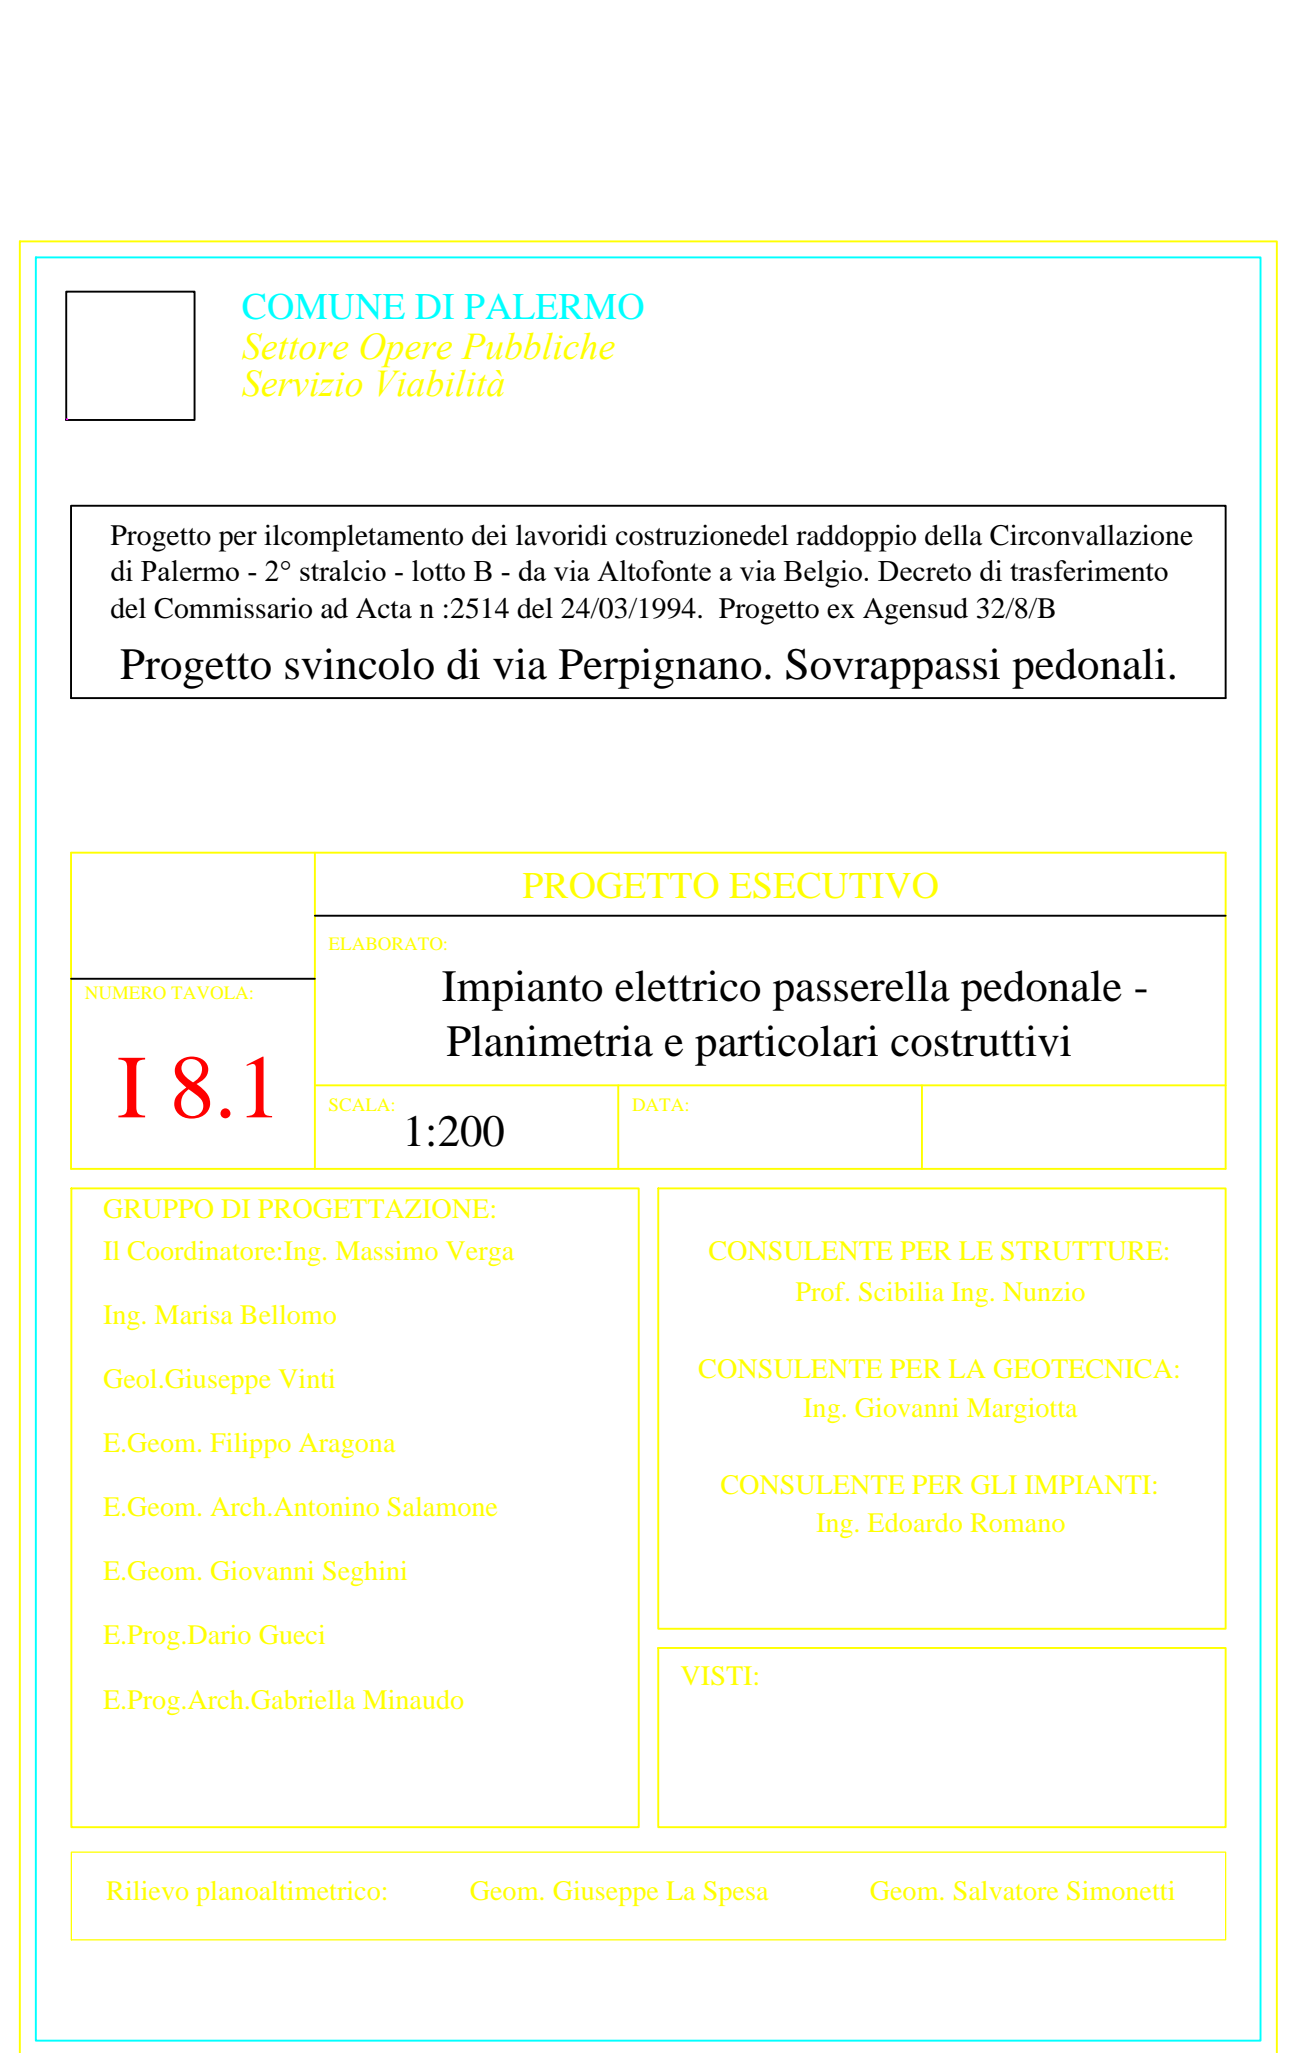 COMUNE DI PALERMO
Settore Opere Pubbliche
Servizio Viabilità
Progetto per ilcompletamento dei lavoridi costruzionedel raddoppio della Circonvallazione
di Palermo - 2° stralcio - lotto B - da via Altofonte a via Belgio. Decreto di trasferimento
del Commissario ad Acta n :2514 del 24/03/1994. Progetto ex Agensud 32/8/B
Progetto svincolo di via Perpignano. Sovrappassi pedonali.
PROGETTO ESECUTIVO
ELABORATO:
Impianto elettrico passerella pedonale -
Planimetria e particolari costruttivi
NUMERO TAVOLA:
I 8.1
SCALA:
1:200
DATA:
GRUPPO DI PROGETTAZIONE:
Il Coordinatore:Ing. Massimo Verga
Ing. Marisa Bellomo
Geol.Giuseppe Vinti
E.Geom. Filippo Aragona
E.Geom. Arch.Antonino Salamone
E.Geom. Giovanni Seghini
E.Prog.Dario Gueci
E.Prog.Arch.Gabriella Minaudo
CONSULENTE PER LE STRUTTURE:
Prof. Scibilia Ing. Nunzio
CONSULENTE PER LA GEOTECNICA:
Ing. Giovanni Margiotta
CONSULENTE PER GLI IMPIANTI:
Ing. Edoardo Romano
VISTI:
Rilievo planoaltimetrico: Geom. Giuseppe La Spesa Geom. Salvatore Simonetti